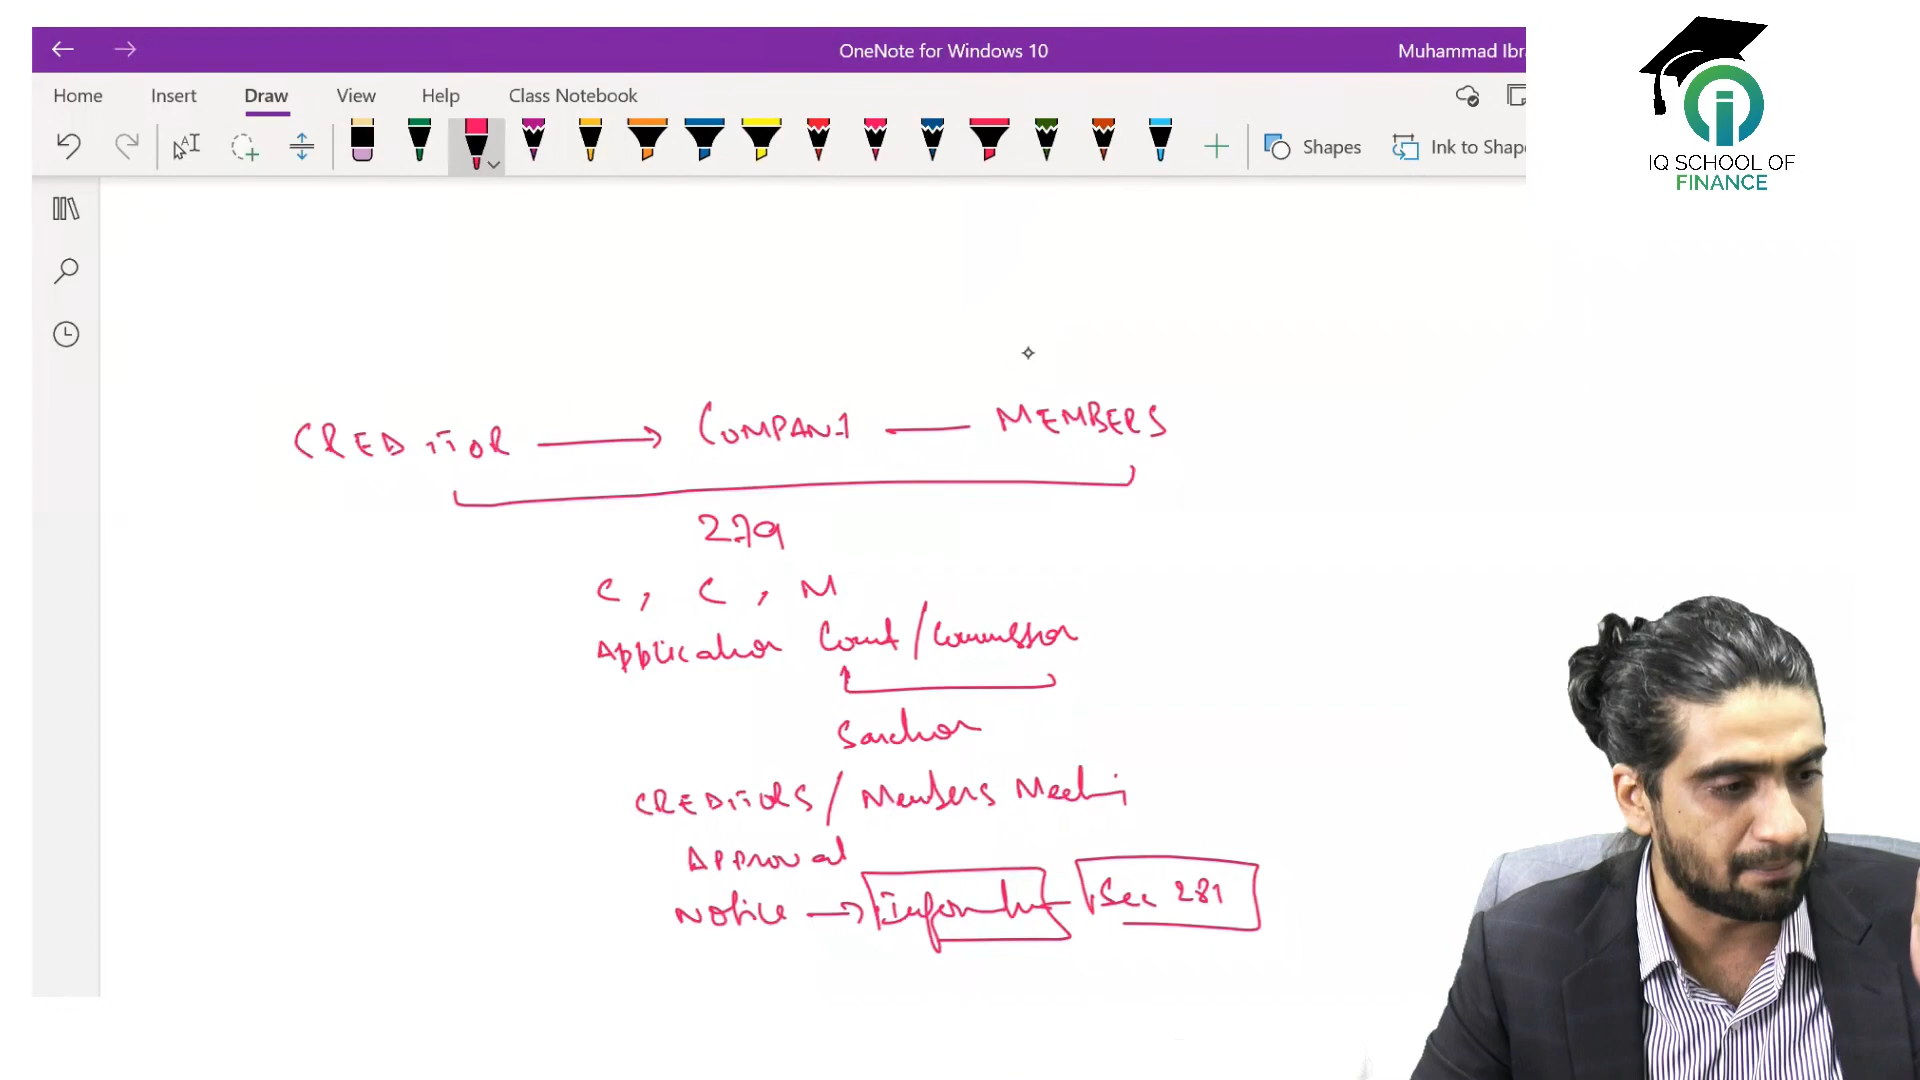 OneNote for Windows 10
Muhammad Ibr
Home Insert Draw View Help Class Notebook
Shapes Ink to Shap
IQ SCHOOL OF
FINANCE
CREDITOR → COMPANY — MEMBERS
279
C, C, M
Application Court/Commission
Sanction
CREDITORS / Members Meeting
Approval
Notice → Information Sec 281